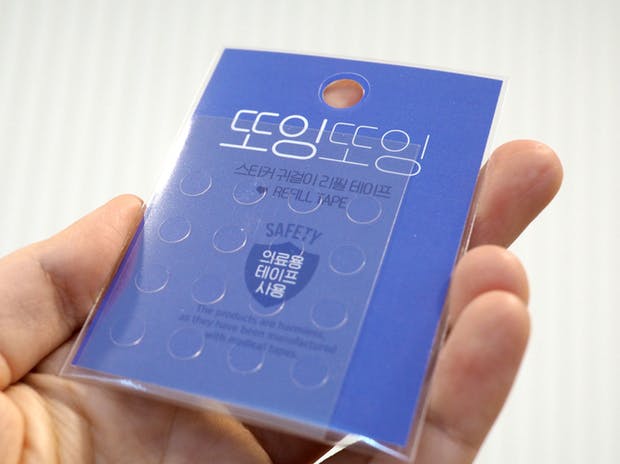 또잉또잉
스티커 귀걸이 리필 테이프
REFILL TAPE
SAFETY
의료용
테이프
사용
The products are harmless,
as they have been manufactured
with medical tapes.